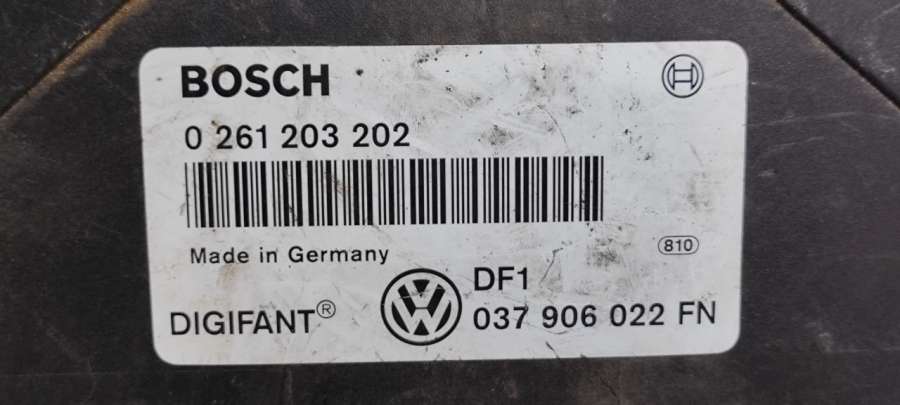 BOSCH
0 261 203 202
Made in Germany
810
DIGIFANT®
DF1
037 906 022 FN